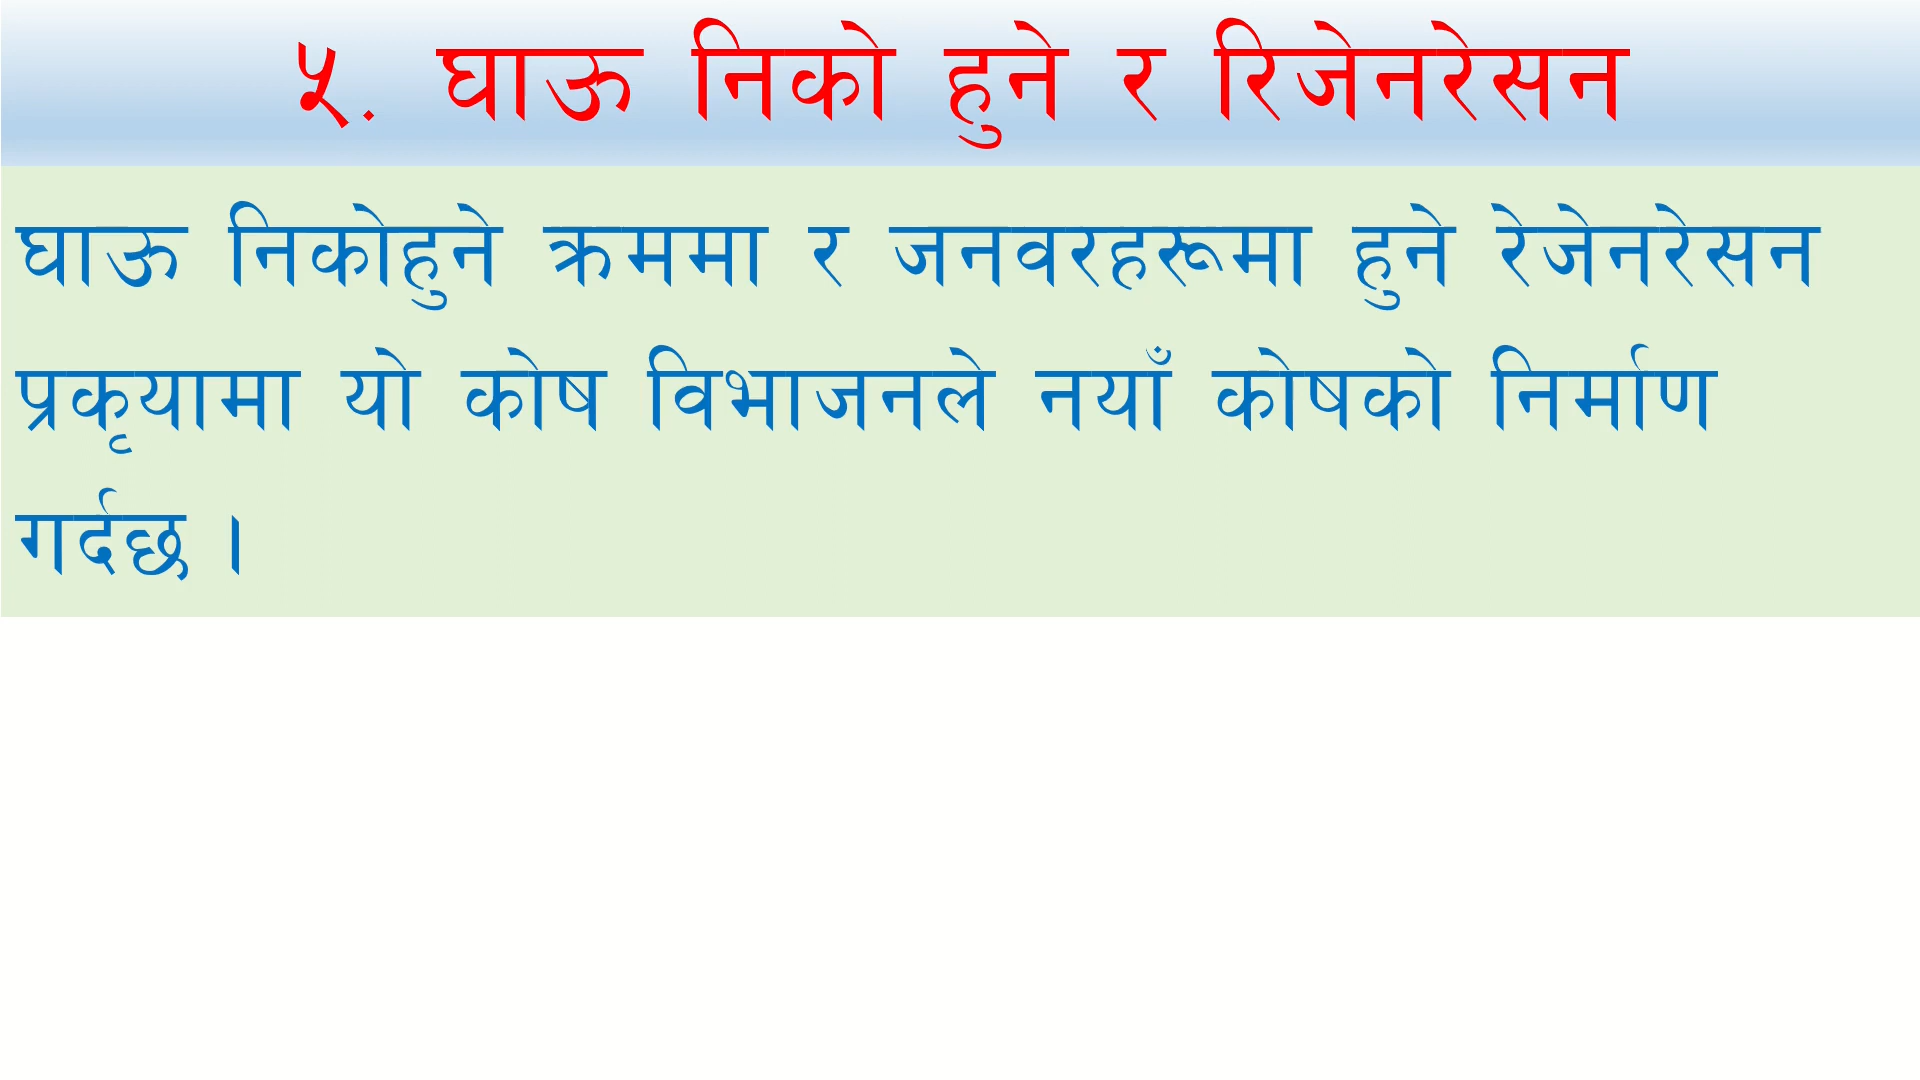 ५. घाऊ निको हुने र रिजेनरेसन
घाऊ निकोहुने क्रममा र जनवरहरूमा हुने रेजेनरेसन
प्रकृयामा यो कोष विभाजनले नयाँ कोषको निर्माण
गर्दछ ।